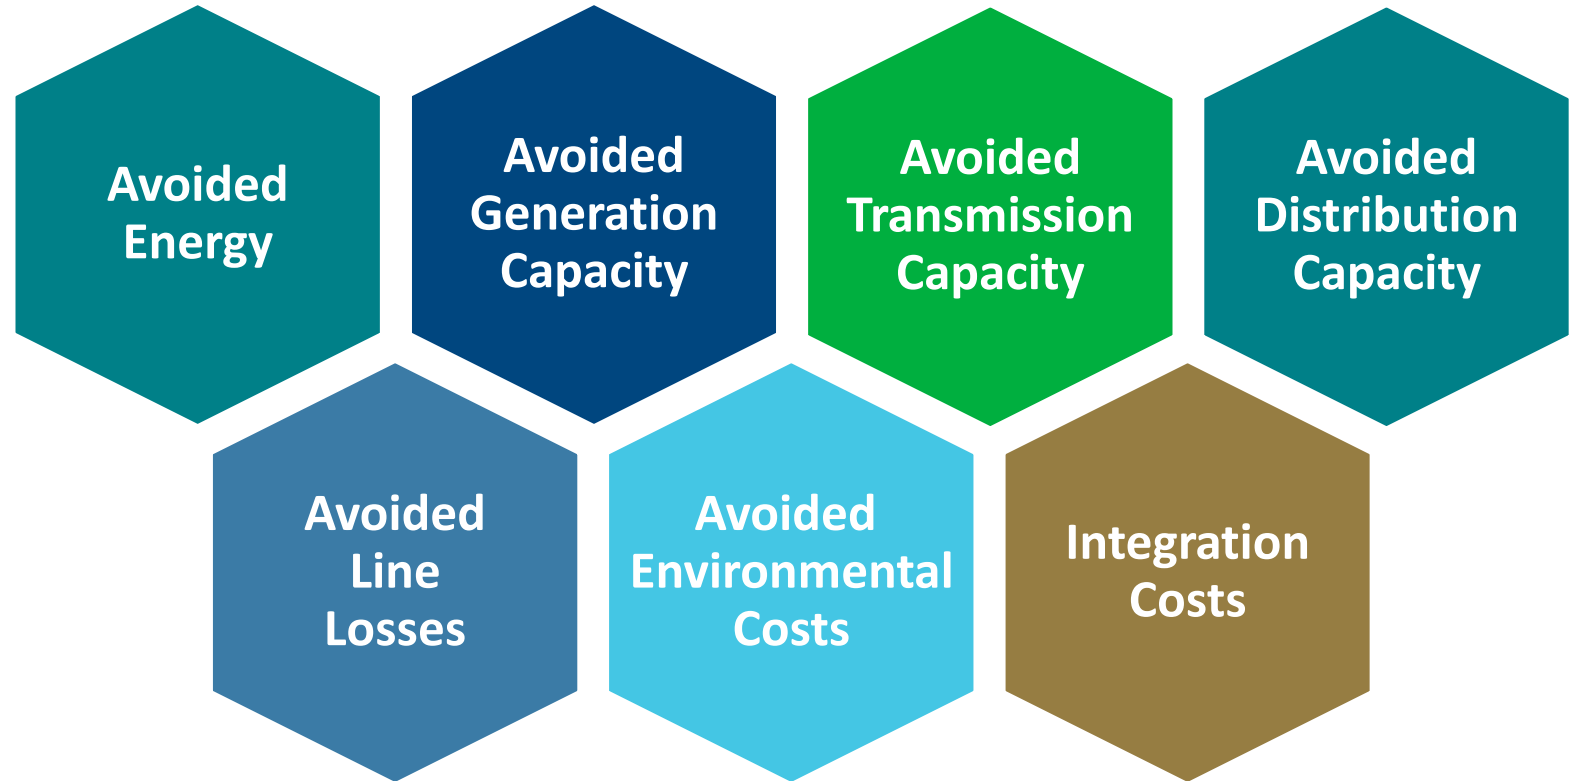 Avoided
Energy
Avoided
Generation
Capacity
Avoided
Transmission
Capacity
Avoided
Distribution
Capacity
Avoided
Line
Losses
Avoided
Environmental
Costs
Integration
Costs